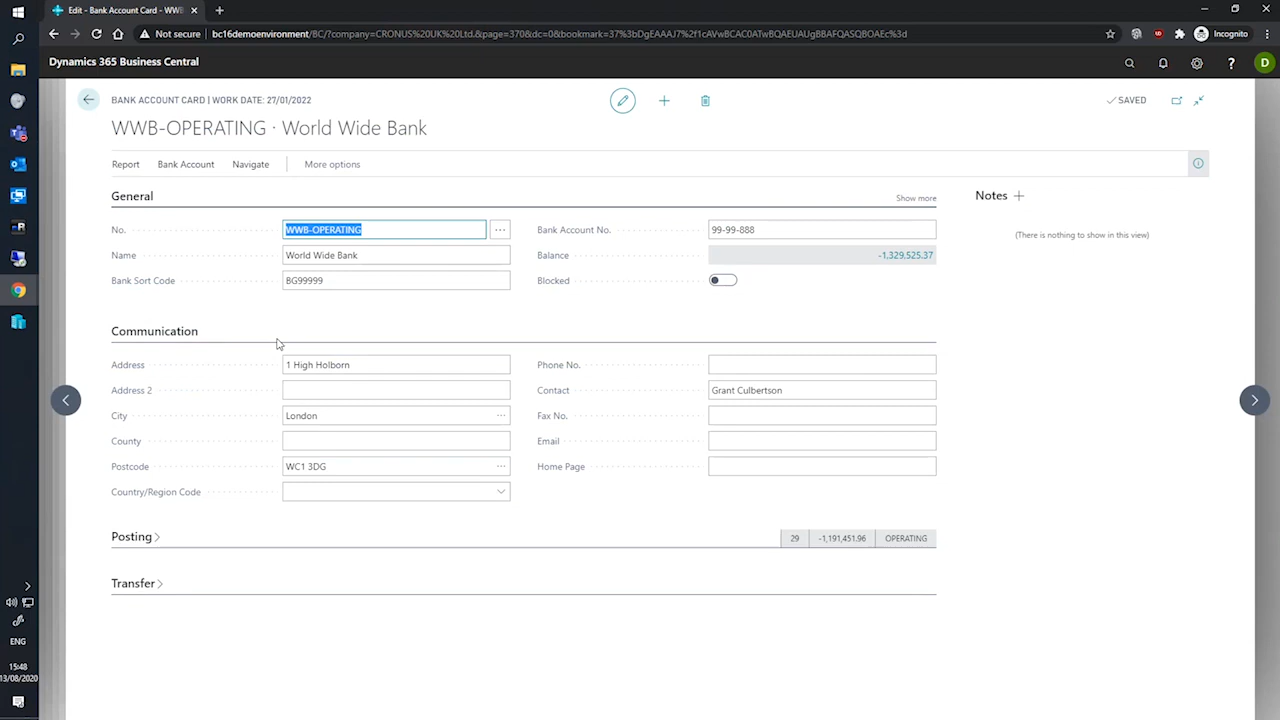 Edit - Bank Account Card - WWB
Not secure | bc16demoenvironment/BC/?company=CRONUS%20UK%20Ltd.&page=370&dc=0&bookmark=37%3bDgEAAAJ7%2f1cAVwBCAC0ATwBQAEUAUgBBAFQASQBOAEc%3d
Incognito
Dynamics 365 Business Central
D
BANK ACCOUNT CARD | WORK DATE: 27/01/2022
SAVED
WWB-OPERATING · World Wide Bank
Report Bank Account Navigate More options
General
Show more
Notes
(There is nothing to show in this view)
No. WWB-OPERATING
Bank Account No. 99-99-888
Name World Wide Bank
Balance -1,329,525.37
Bank Sort Code BG99999
Blocked
Communication
Address 1 High Holborn
Phone No.
Address 2
Contact Grant Culbertson
City London
Fax No.
County
Email
Postcode WC1 3DG
Home Page
Country/Region Code
Posting
29 -1,191,451.96 OPERATING
Transfer
ENG
15:48
13/08/2020